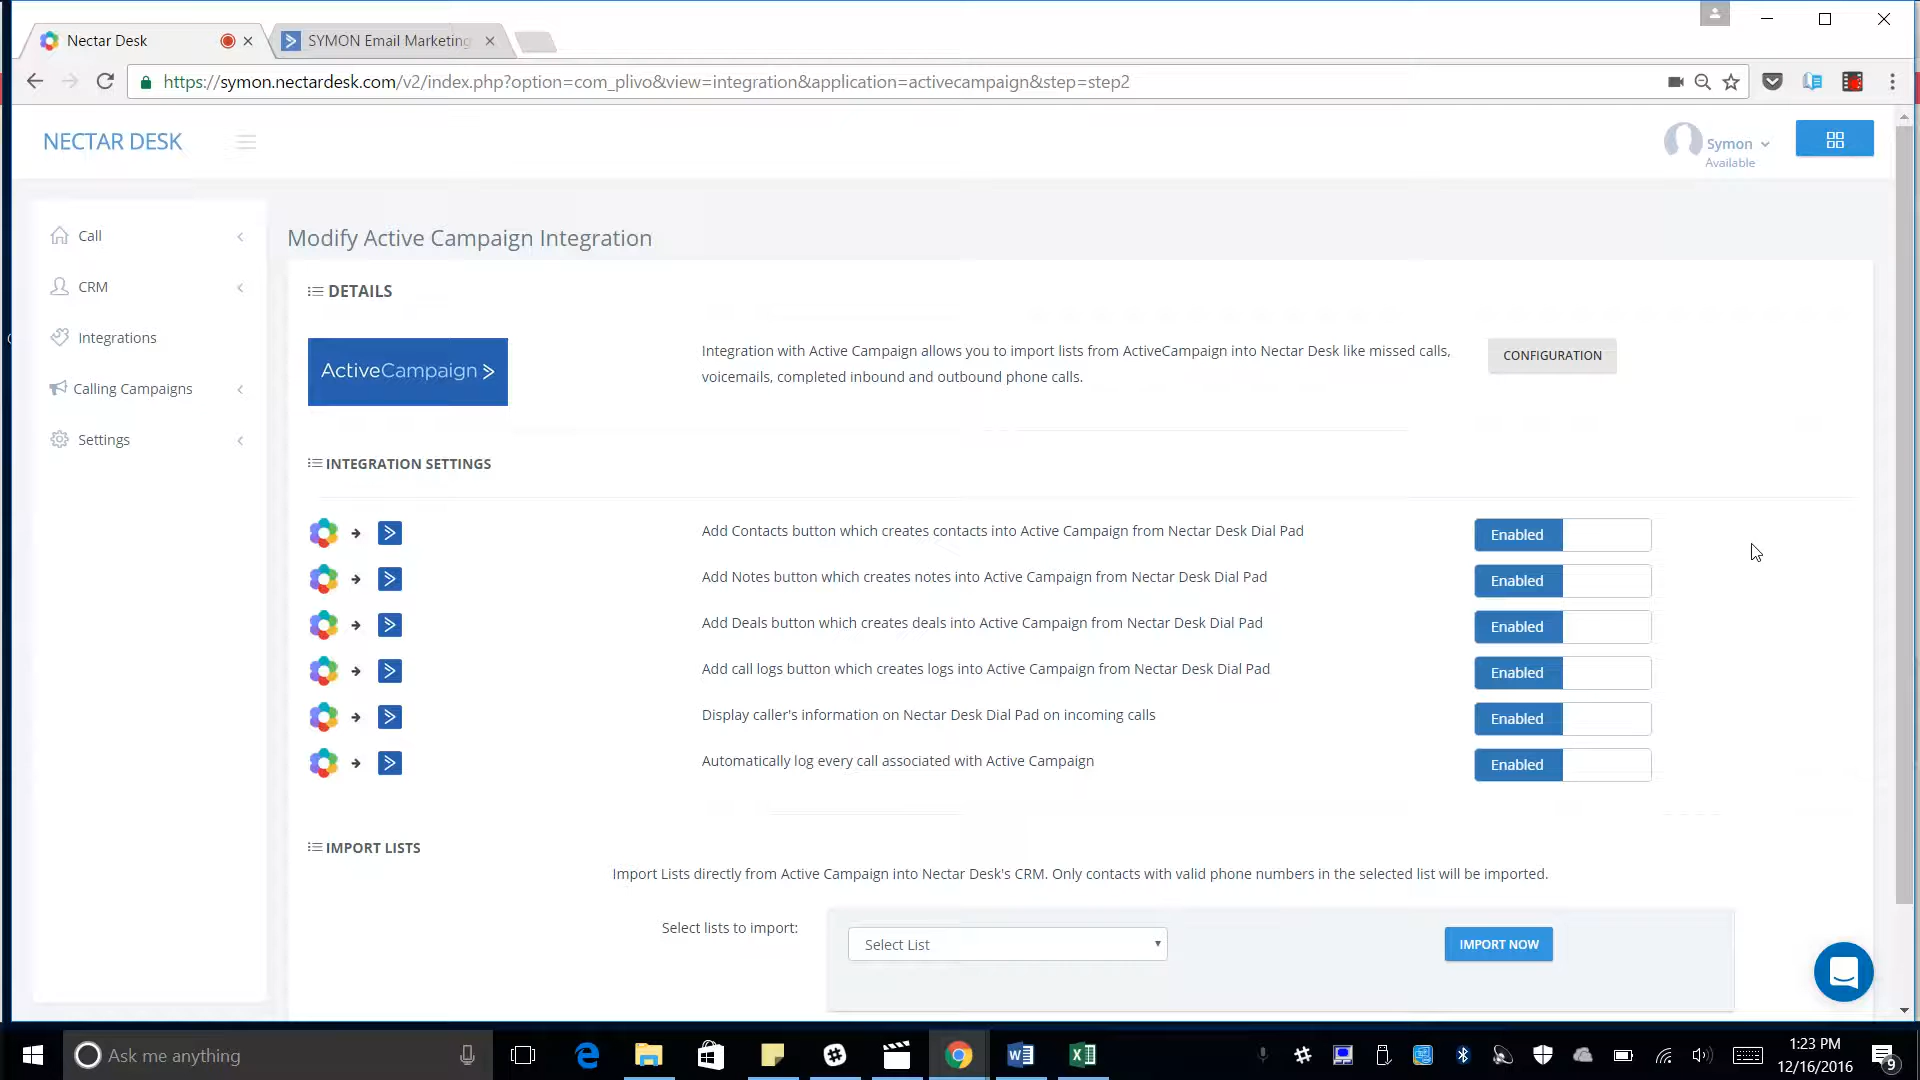 Nectar Desk
SYMON Email Marketing
https://symon.nectardesk.com/v2/index.php?option=com_plivo&view=integration&application=activecampaign&step=step2
NECTAR DESK
Symon
Available
Call
CRM
Integrations
Calling Campaigns
Settings
Modify Active Campaign Integration
DETAILS
ActiveCampaign >
Integration with Active Campaign allows you to import lists from ActiveCampaign into Nectar Desk like missed calls,
voicemails, completed inbound and outbound phone calls.
CONFIGURATION
INTEGRATION SETTINGS
Add Contacts button which creates contacts into Active Campaign from Nectar Desk Dial Pad
Enabled
Add Notes button which creates notes into Active Campaign from Nectar Desk Dial Pad
Enabled
Add Deals button which creates deals into Active Campaign from Nectar Desk Dial Pad
Enabled
Add call logs button which creates logs into Active Campaign from Nectar Desk Dial Pad
Enabled
Display caller's information on Nectar Desk Dial Pad on incoming calls
Enabled
Automatically log every call associated with Active Campaign
Enabled
IMPORT LISTS
Import Lists directly from Active Campaign into Nectar Desk's CRM. Only contacts with valid phone numbers in the selected list will be imported.
Select lists to import:
Select List
IMPORT NOW
Ask me anything
1:23 PM
12/16/2016
9